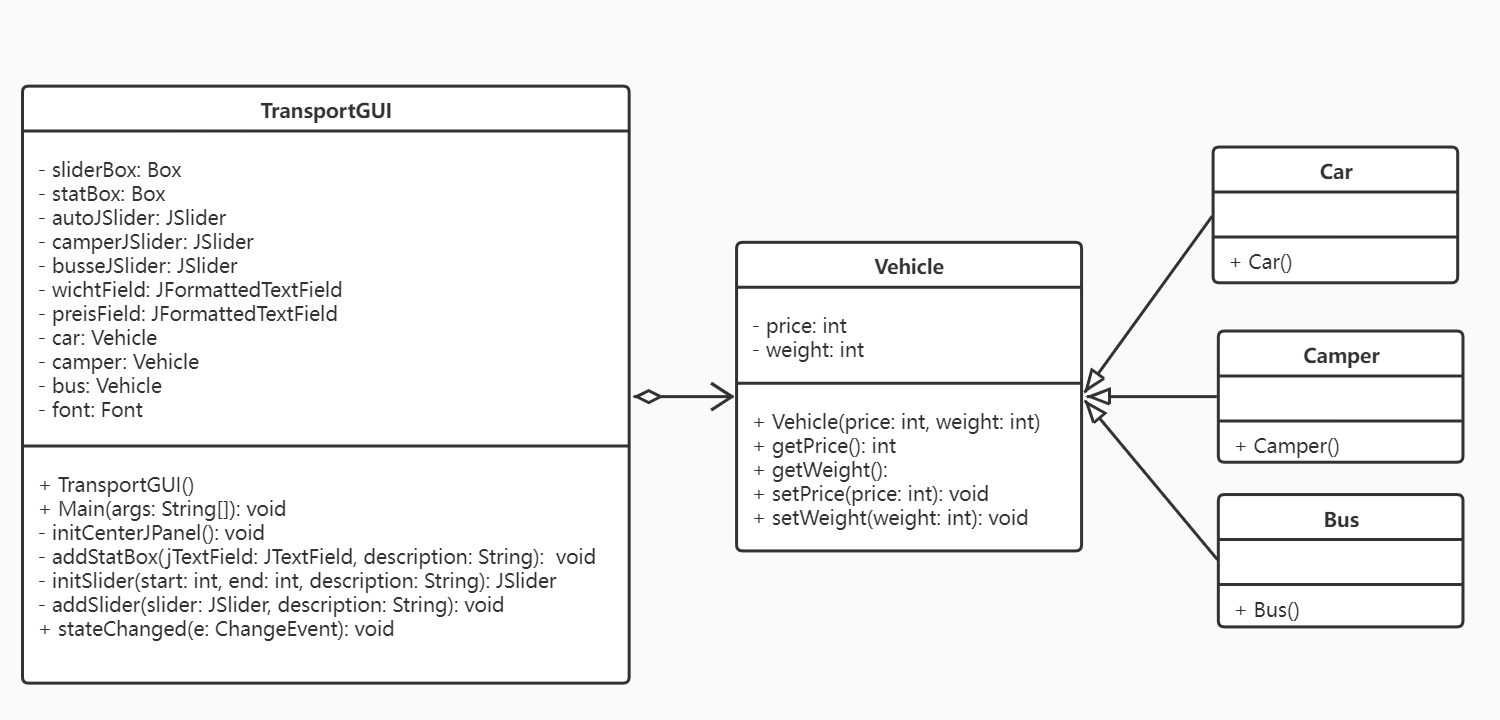 TransportGUI
- sliderBox: Box
- statBox: Box
- autoJSlider: JSlider
- camperJSlider: JSlider
- busseJSlider: JSlider
- wichtField: JFormattedTextField
- preisField: JFormattedTextField
- car: Vehicle
- camper: Vehicle
- bus: Vehicle
- font: Font
+ TransportGUI()
+ Main(args: String[]): void
- initCenterJPanel(): void
- addStatBox(jTextField: JTextField, description: String):  void
- initSlider(start: int, end: int, description: String): JSlider
- addSlider(slider: JSlider, description: String): void
+ stateChanged(e: ChangeEvent): void
Vehicle
- price: int
- weight: int
+ Vehicle(price: int, weight: int)
+ getPrice(): int
+ getWeight():
+ setPrice(price: int): void
+ setWeight(weight: int): void
Car
+ Car()
Camper
+ Camper()
Bus
+ Bus()